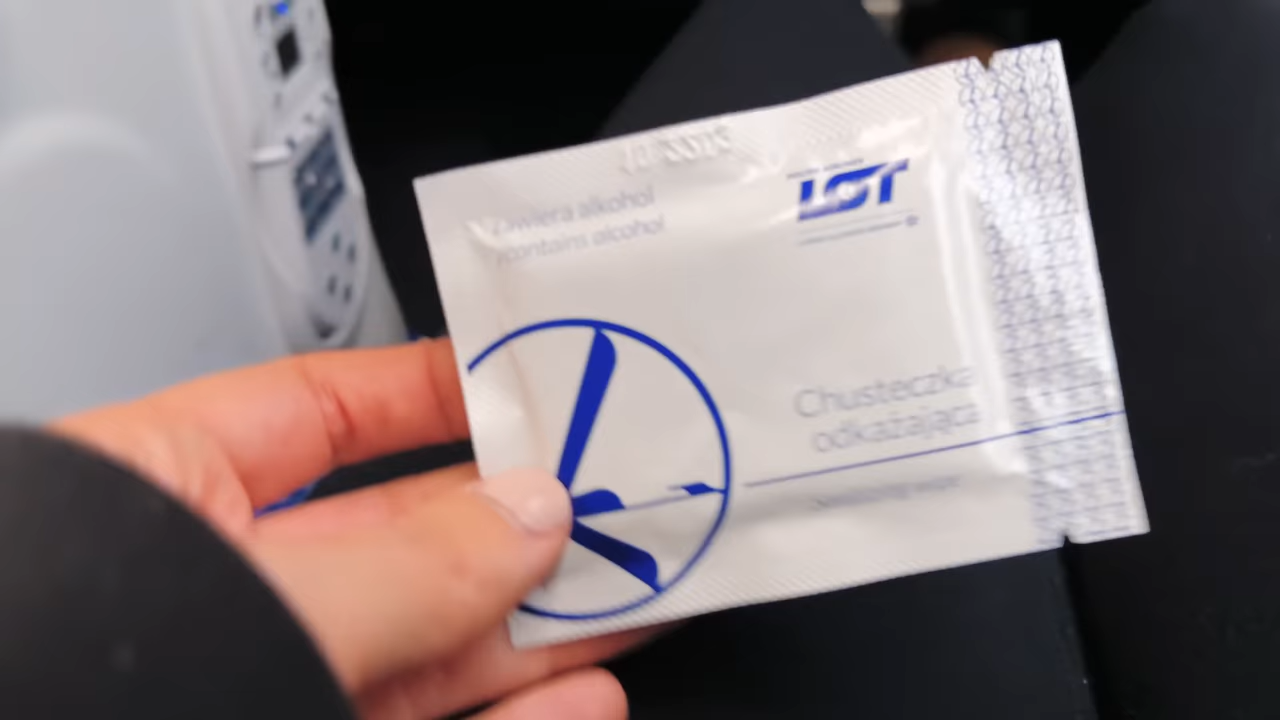 zawiera alkohol
contains alcohol
LOT
Chusteczka
odkażająca